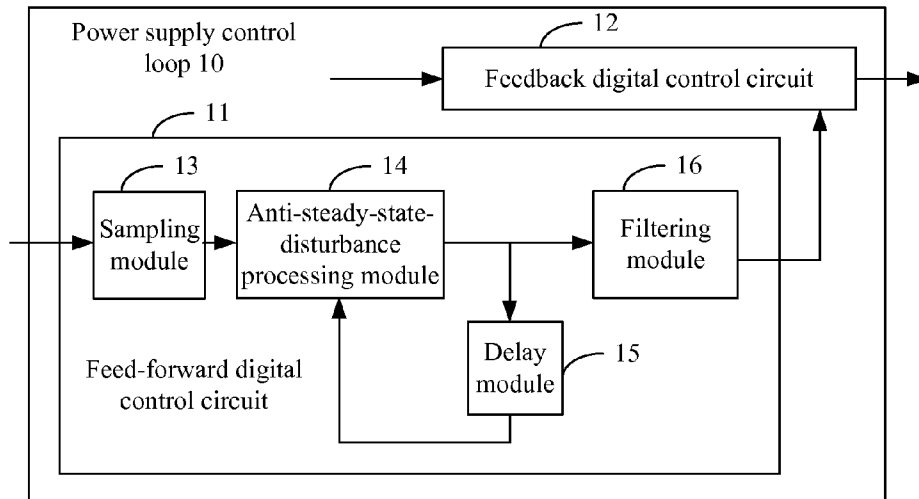 Power supply control
loop 10
12
Feedback digital control circuit
11
13
Sampling
module
14
Anti-steady-state-
disturbance
processing module
16
Filtering
module
Delay
module
15
Feed-forward digital
control circuit